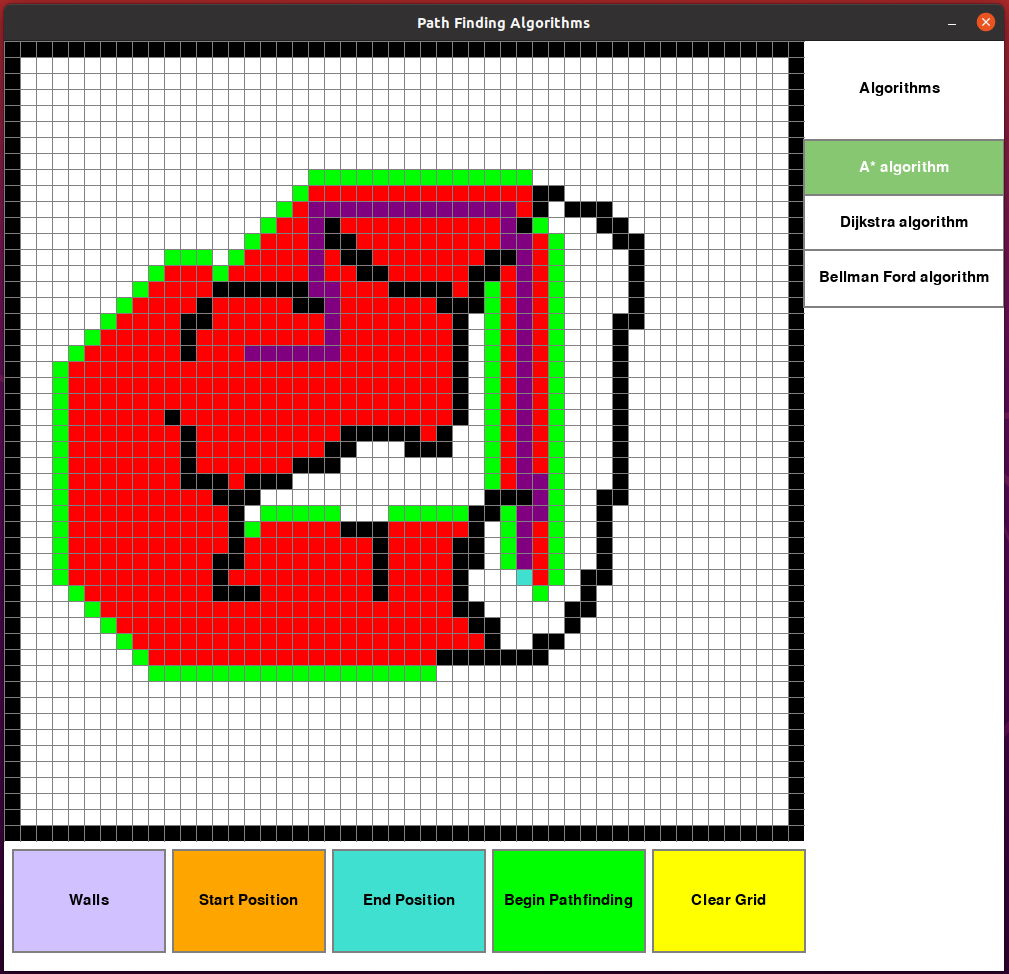 Path Finding Algorithms
Algorithms
A* algorithm
Dijkstra algorithm
Bellman Ford algorithm
Walls
Start Position
End Position
Begin Pathfinding
Clear Grid